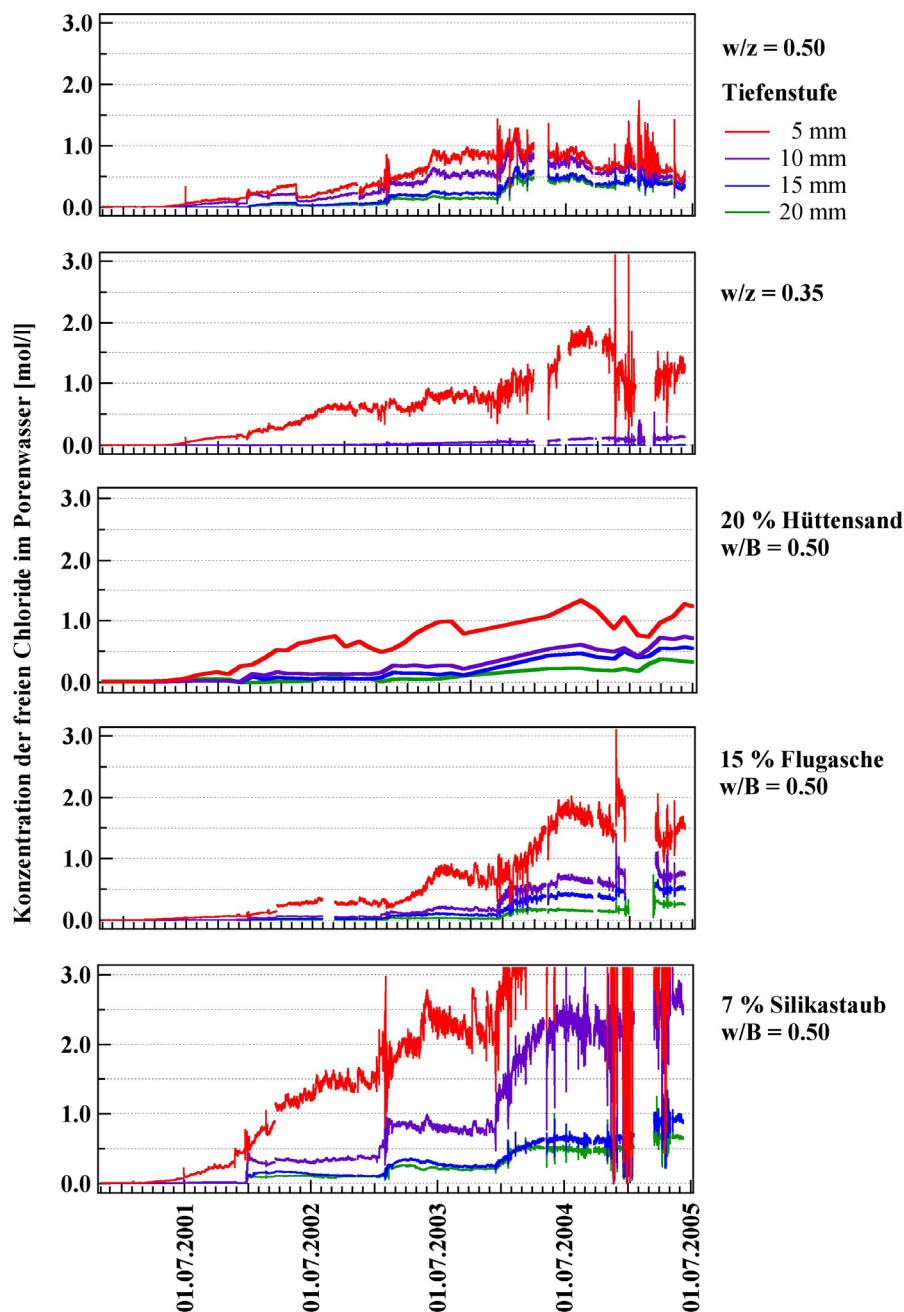 Konzentration der freien Chloride im Porenwasser [mol/l]
3.0
2.0
1.0
0.0
w/z = 0.50
Tiefenstufe
5 mm
10 mm
15 mm
20 mm
3.0
2.0
1.0
0.0
w/z = 0.35
3.0
2.0
1.0
0.0
20 % Hüttensand
w/B = 0.50
3.0
2.0
1.0
0.0
15 % Flugasche
w/B = 0.50
3.0
2.0
1.0
0.0
7 % Silikastaub
w/B = 0.50
01.07.2001
01.07.2002
01.07.2003
01.07.2004
01.07.2005